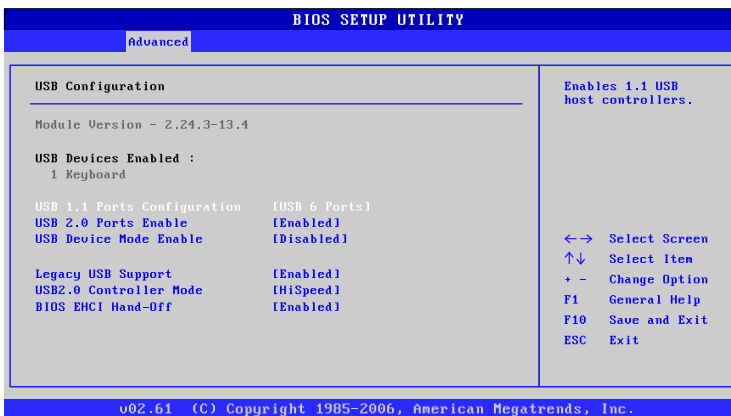 BIOS SETUP UTILITY
Advanced
USB Configuration
Module Version - 2.24.3-13.4
USB Devices Enabled :
1 Keyboard
USB 1.1 Ports Configuration [USB 6 Ports]
USB 2.0 Ports Enable [Enabled]
USB Device Mode Enable [Disabled]
Legacy USB Support [Enabled]
USB2.0 Controller Mode [HiSpeed]
BIOS EHCI Hand-Off [Enabled]
Enables 1.1 USB
host controllers.
←→ Select Screen
↑↓ Select Item
+ - Change Option
F1 General Help
F10 Save and Exit
ESC Exit
v02.61 (C) Copyright 1985-2006, American Megatrends, Inc.